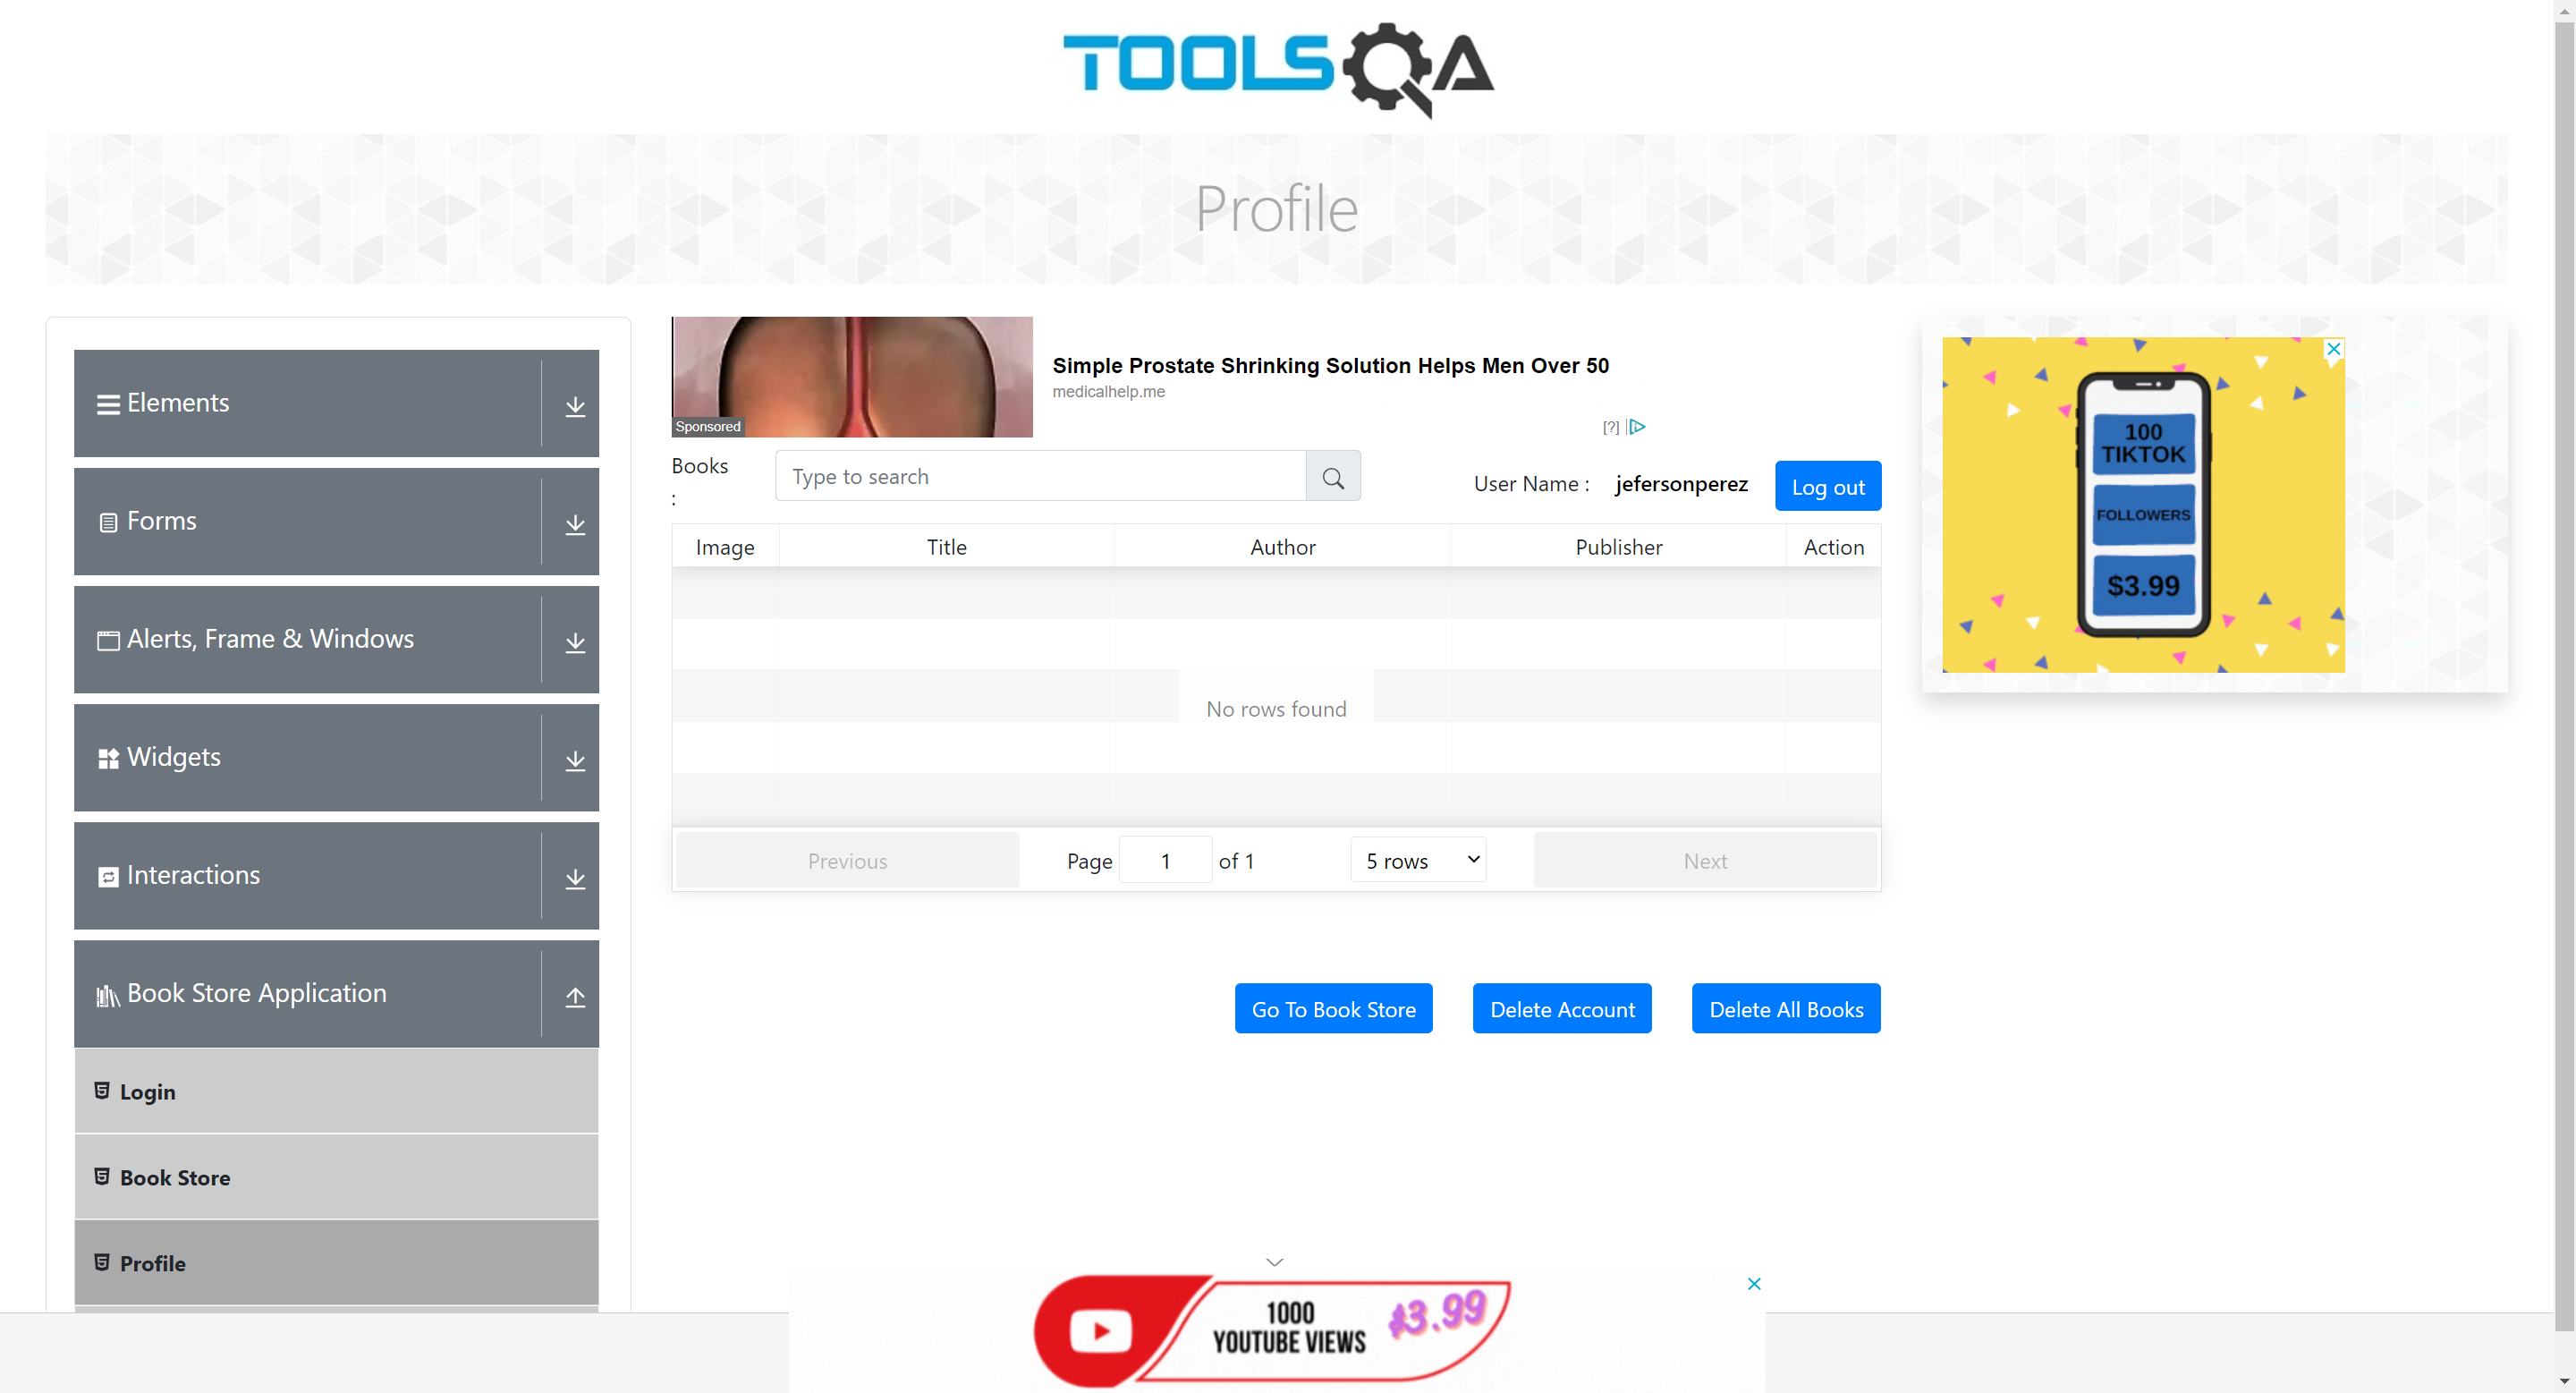 TOOLSQA
Profile
Elements
Forms
Alerts, Frame & Windows
Widgets
Interactions
Book Store Application
Login
Book Store
Profile
Sponsored
Simple Prostate Shrinking Solution Helps Men Over 50
medicalhelp.me
[?]
Books
:
Type to search
User Name : jefersonperez Log out
Image Title Author Publisher Action
No rows found
Previous Page 1 of 1 5 rows Next
Go To Book Store Delete Account Delete All Books
100
TIKTOK
FOLLOWERS
$3.99
1000
YOUTUBE VIEWS
$3.99